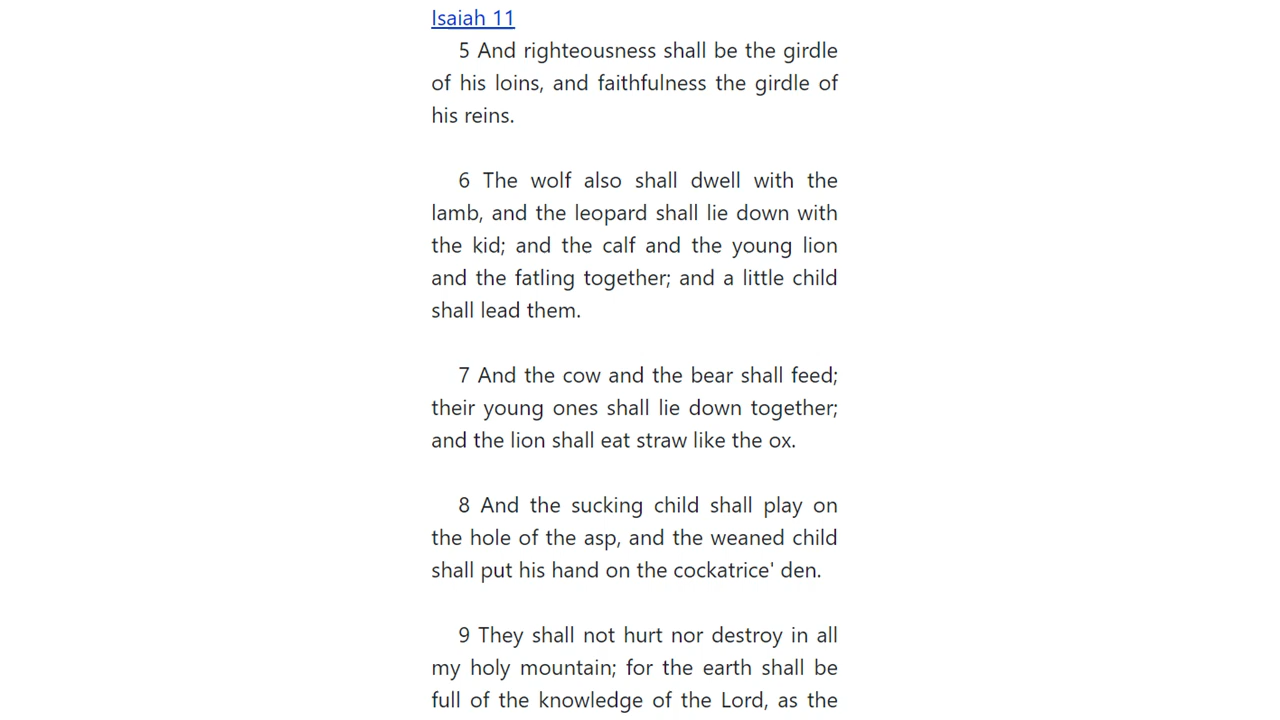 Isaiah 11
5 And righteousness shall be the girdle
of his loins, and faithfulness the girdle of
his reins.
6 The wolf also shall dwell with the
lamb, and the leopard shall lie down with
the kid; and the calf and the young lion
and the fatling together; and a little child
shall lead them.
7 And the cow and the bear shall feed;
their young ones shall lie down together;
and the lion shall eat straw like the ox.
8 And the sucking child shall play on
the hole of the asp, and the weaned child
shall put his hand on the cockatrice' den.
9 They shall not hurt nor destroy in all
my holy mountain; for the earth shall be
full of the knowledge of the Lord, as the